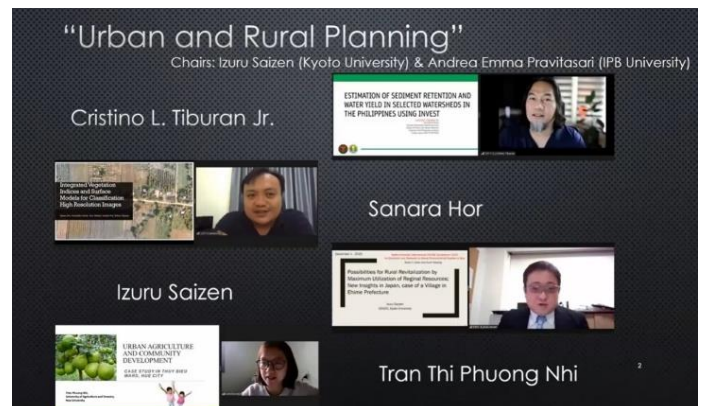 “Urban and Rural Planning”
Chairs: Izuru Saizen (Kyoto University) & Andrea Emma Pravitasari (IPB University)
Cristino L. Tiburan Jr.
ESTIMATION OF SEDIMENT RETENTION AND
WATER YIELD IN SELECTED WATERSHEDS IN
THE PHILIPPINES USING INVEST
Integrated Vegetation
Indices and Surface
Models for Classification
High Resolution Images
Sanara Hor
Izuru Saizen
Possibilities for Rural Revitalization by
Maximum Utilization of Reginal Resources:
New Insights in Japan, case of a Village in
Ehime Prefecture
URBAN AGRICULTURE
AND COMMUNITY
DEVELOPMENT
CASE STUDY IN THUY BIEU
WARD, HUE CITY
Tran Thi Phuong Nhi
2